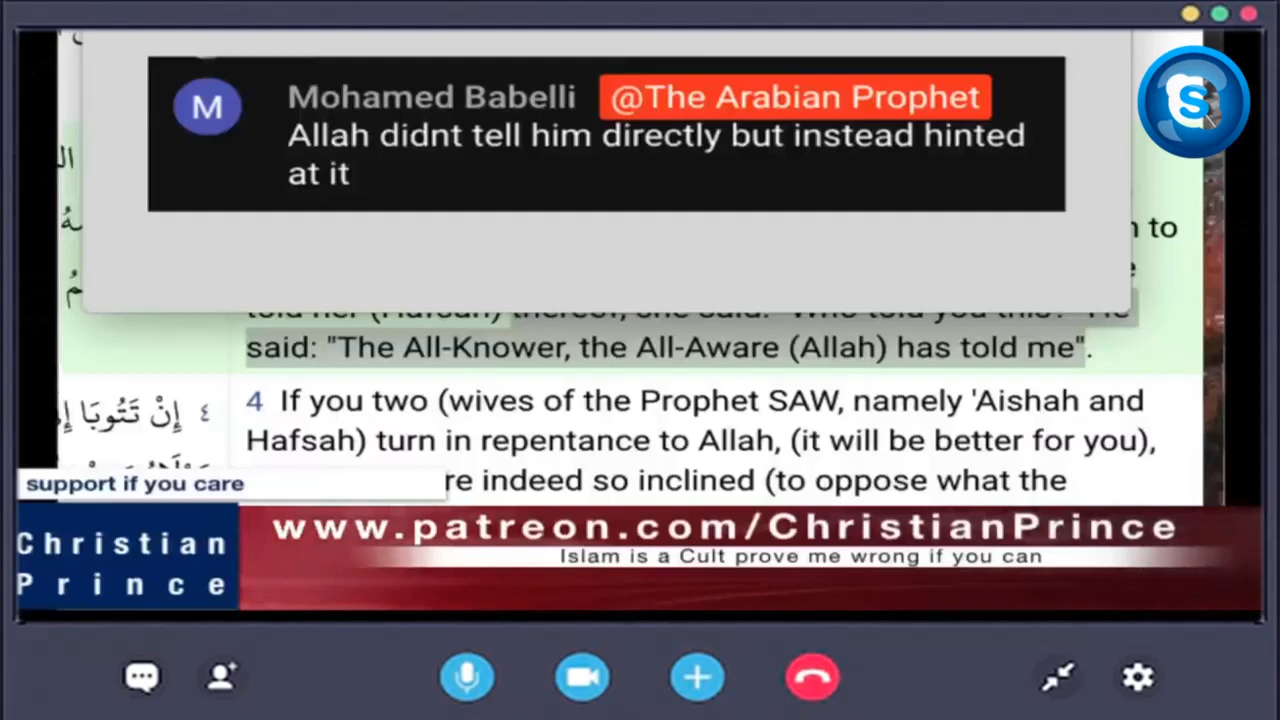 M
Mohamed Babelli @The Arabian Prophet
Allah didnt tell him directly but instead hinted
at it
S
to
said: "The All-Knower, the All-Aware (Allah) has told me".
٤ إِنْ تَتُوبَا
4 If you two (wives of the Prophet SAW, namely 'Aishah and
Hafsah) turn in repentance to Allah, (it will be better for you),
re indeed so inclined (to oppose what the
support if you care
Christian
Prince
www.patreon.com/ChristianPrince
Islam is a Cult prove me wrong if you can